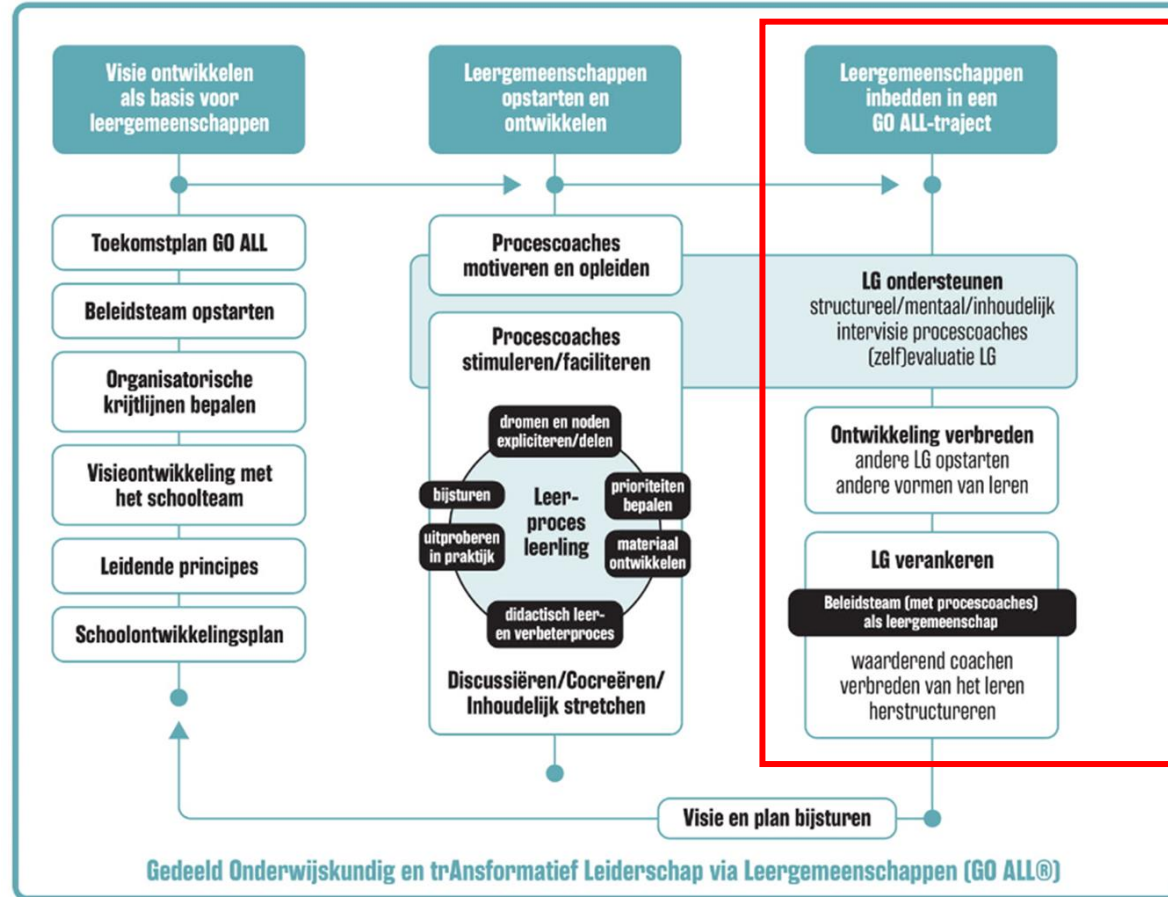 Visie ontwikkelen
als basis voor
leergemeenschappen
Toekomstplan GO ALL
Beleidsteam opstarten
Organisatorische
krijtlijnen bepalen
Visieontwikkeling met
het schoolteam
Leidende principes
Schoolontwikkelingsplan
Leergemeenschappen
opstarten en
ontwikkelen
Procescoaches
motiveren en opleiden
Procescoaches
stimuleren/faciliteren
dromen en noden
expliciteren/delen
prioriteiten
bepalen
materiaal
ontwikkelen
didactisch leer-
en verbeterproces
uitproberen
in praktijk
bijsturen
Leer-
proces
leerling
Discussiëren/Cocreëren/
Inhoudelijk stretchen
Leergemeenschappen
inbedden in een
GO ALL-traject
LG ondersteunen
structureel/mentaal/inhoudelijk
intervisie procescoaches
(zelf)evaluatie LG
Ontwikkeling verbreden
andere LG opstarten
andere vormen van leren
LG verankeren
Beleidsteam (met procescoaches)
als leergemeenschap
waarderend coachen
verbreden van het leren
herstructureren
Visie en plan bijsturen
Gedeeld Onderwijskundig en trAnsformatief Leiderschap via Leergemeenschappen (GO ALL®)